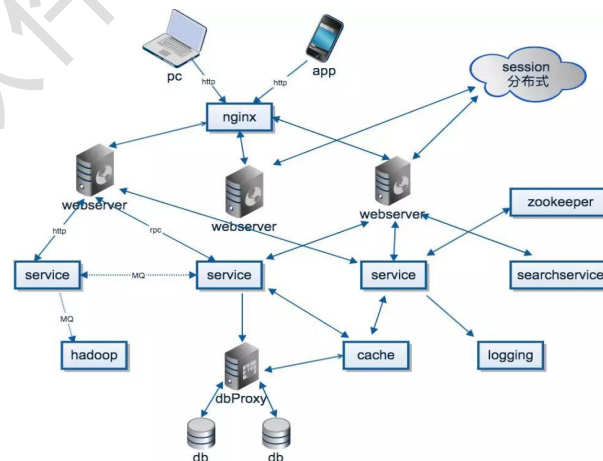 pc
app
http
http
session
分布式
nginx
webserver
webserver
webserver
zookeeper
http
rpc
service
MQ
service
service
searchservice
MQ
hadoop
cache
logging
dbProxy
db
db